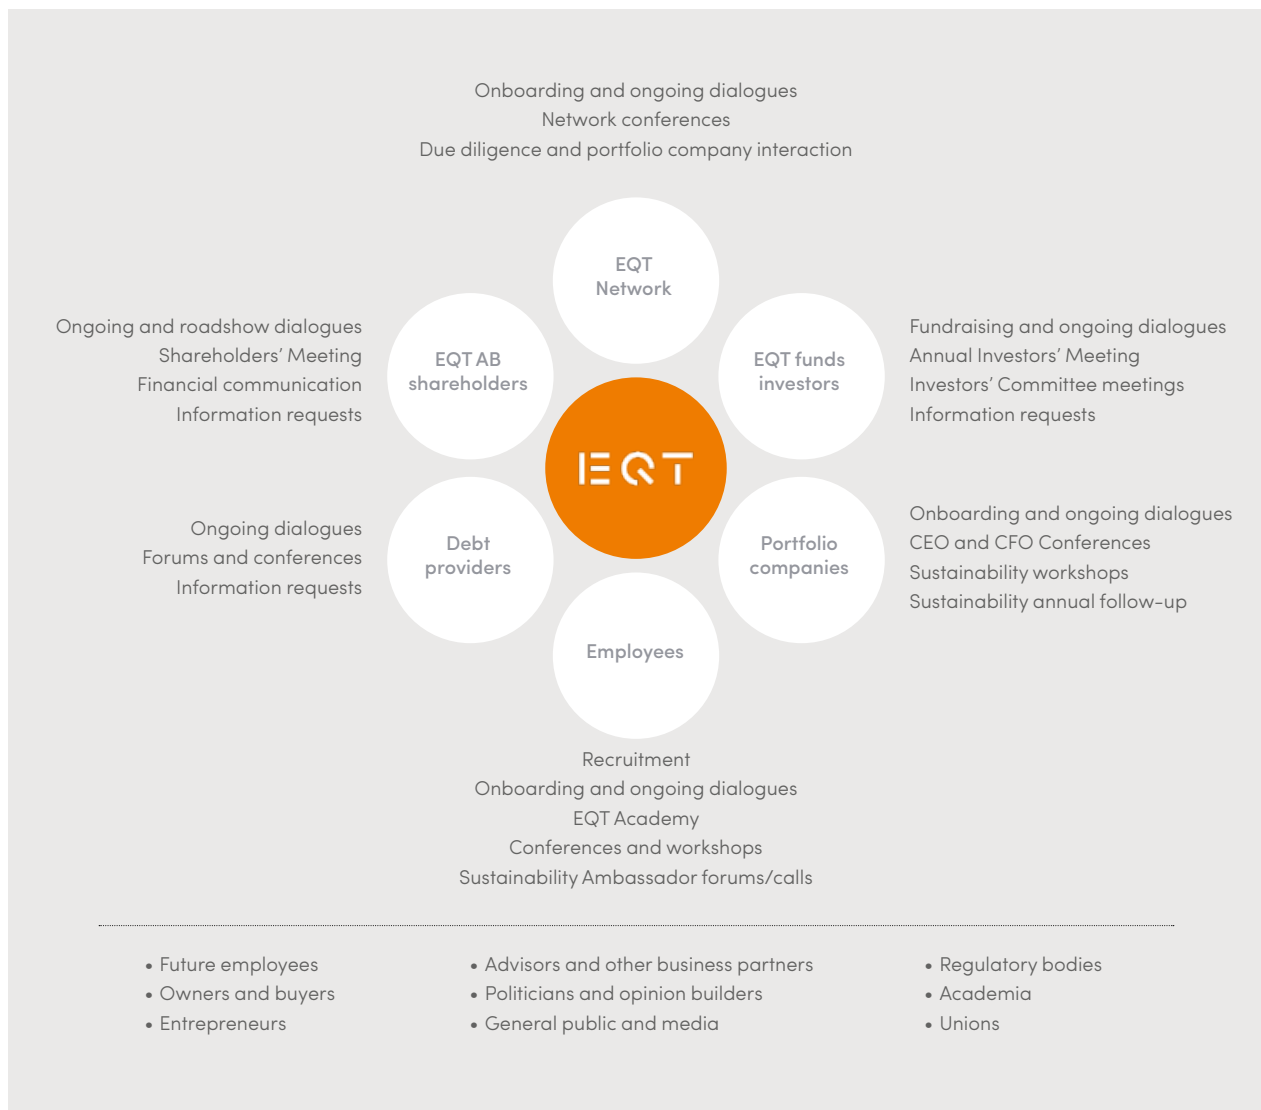 Onboarding and ongoing dialogues
Network conferences
Due diligence and portfolio company interaction
EQT
Network
Ongoing and roadshow dialogues
Shareholders’ Meeting
Financial communication
Information requests
EQT AB
shareholders
EQT funds
investors
Fundraising and ongoing dialogues
Annual Investors’ Meeting
Investors’ Committee meetings
Information requests
EQT
Ongoing dialogues
Forums and conferences
Information requests
Debt
providers
Portfolio
companies
Onboarding and ongoing dialogues
CEO and CFO Conferences
Sustainability workshops
Sustainability annual follow-up
Employees
Recruitment
Onboarding and ongoing dialogues
EQT Academy
Conferences and workshops
Sustainability Ambassador forums/calls
• Future employees
• Owners and buyers
• Entrepreneurs
• Advisors and other business partners
• Politicians and opinion builders
• General public and media
• Regulatory bodies
• Academia
• Unions